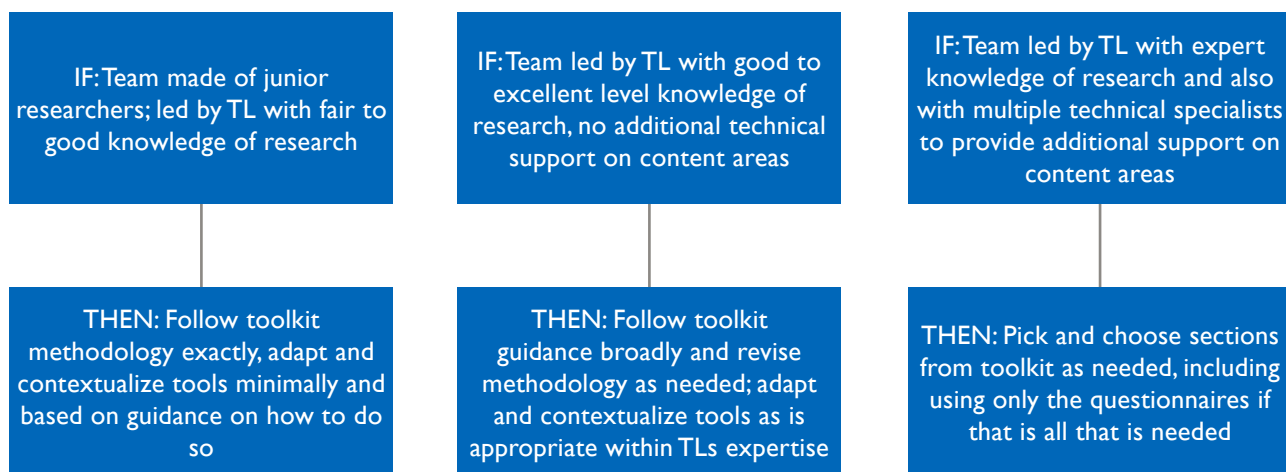 IF: Team made of junior
researchers; led by TL with fair to
good knowledge of research
IF: Team led by TL with good to
excellent level knowledge of
research, no additional technical
support on content areas
IF: Team led by TL with expert
knowledge of research and also
with multiple technical specialists
to provide additional support on
content areas
THEN: Follow toolkit
methodology exactly, adapt and
contextualize tools minimally and
based on guidance on how to do
so
THEN: Follow toolkit
guidance broadly and revise
methodology as needed; adapt
and contextualize tools as is
appropriate within TLs expertise
THEN: Pick and choose sections
from toolkit as needed, including
using only the questionnaires if
that is all that is needed